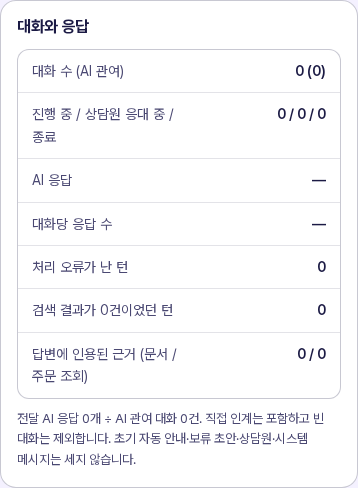 대화와 응답
대화 수 (AI 관여) 0 (0)
진행 중 / 상담원 응대 중 / 0 / 0 / 0
종료
AI 응답 —
대화당 응답 수 —
처리 오류가 난 턴 0
검색 결과가 0건이었던 턴 0
답변에 인용된 근거 (문서 / 0 / 0
주문 조회)
전달 AI 응답 0개 ÷ AI 관여 대화 0건. 직접 인계는 포함하고 빈
대화는 제외합니다. 초기 자동 안내·보류 초안·상담원·시스템
메시지는 세지 않습니다.